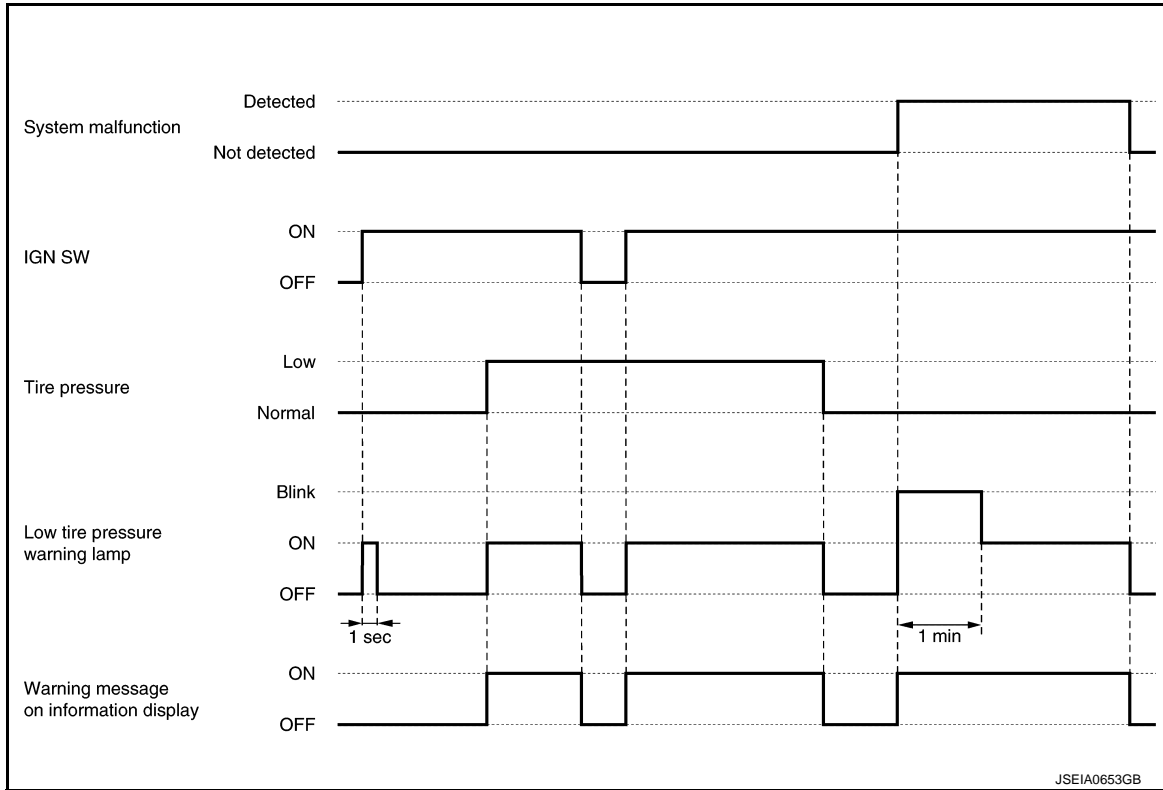 Detected
System malfunction
Not detected
ON
IGN SW
OFF
Low
Tire pressure
Normal
Blink
Low tire pressure
warning lamp
ON
OFF
1 sec
1 min
ON
Warning message
on information display
OFF
JSEIA0653GB